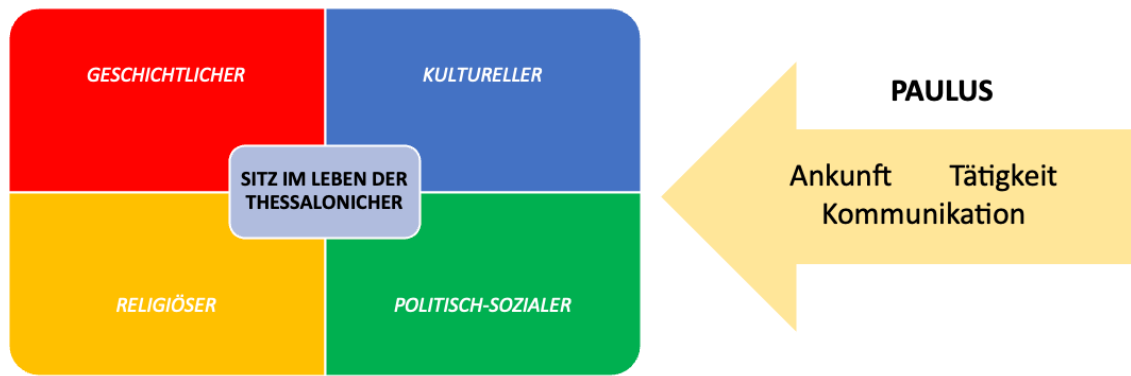 GESCHICHTLICHER
KULTURELLER
SITZ IM LEBEN DER
THESSALONICHER
RELIGIÖSER
POLITISCH-SOZIALER
PAULUS
Ankunft Tätigkeit
Kommunikation